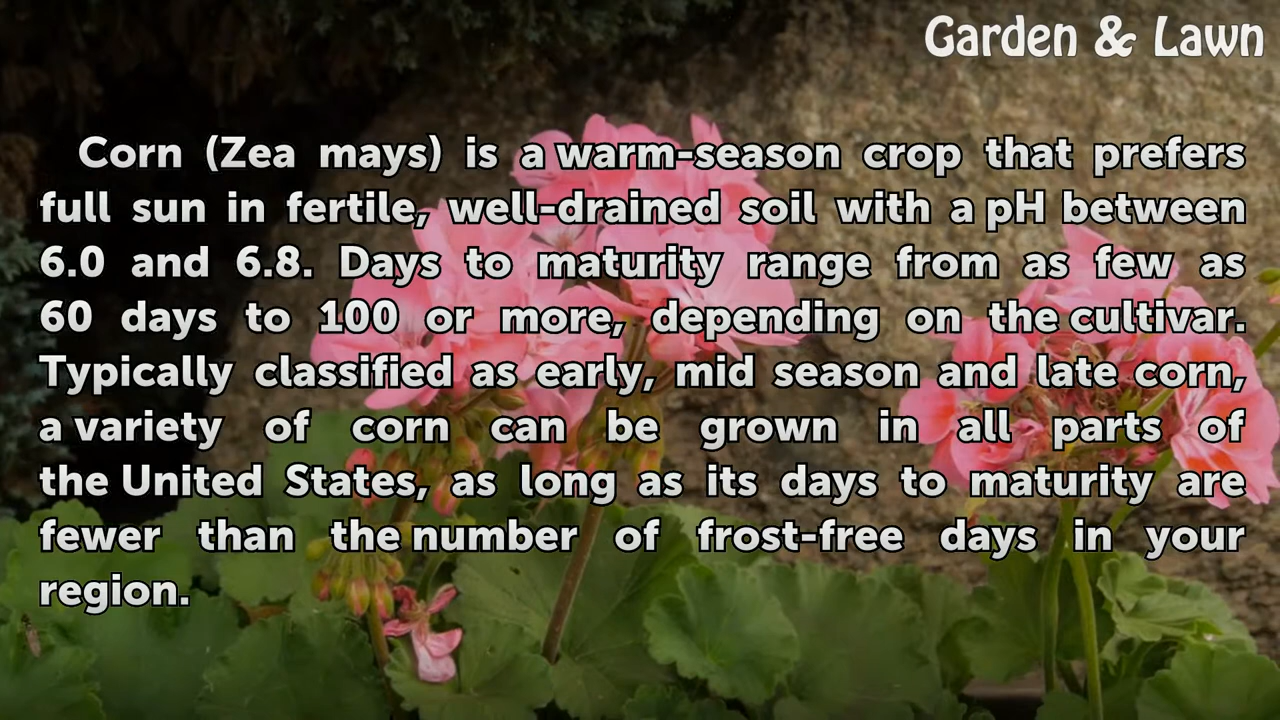 Garden & Lawn
Corn (Zea mays) is a warm-season crop that prefers
full sun in fertile, well-drained soil with a pH between
6.0 and 6.8. Days to maturity range from as few as
60 days to 100 or more, depending on the cultivar.
Typically classified as early, mid season and late corn,
a variety of corn can be grown in all parts of
the United States, as long as its days to maturity are
fewer than the number of frost-free days in your
region.